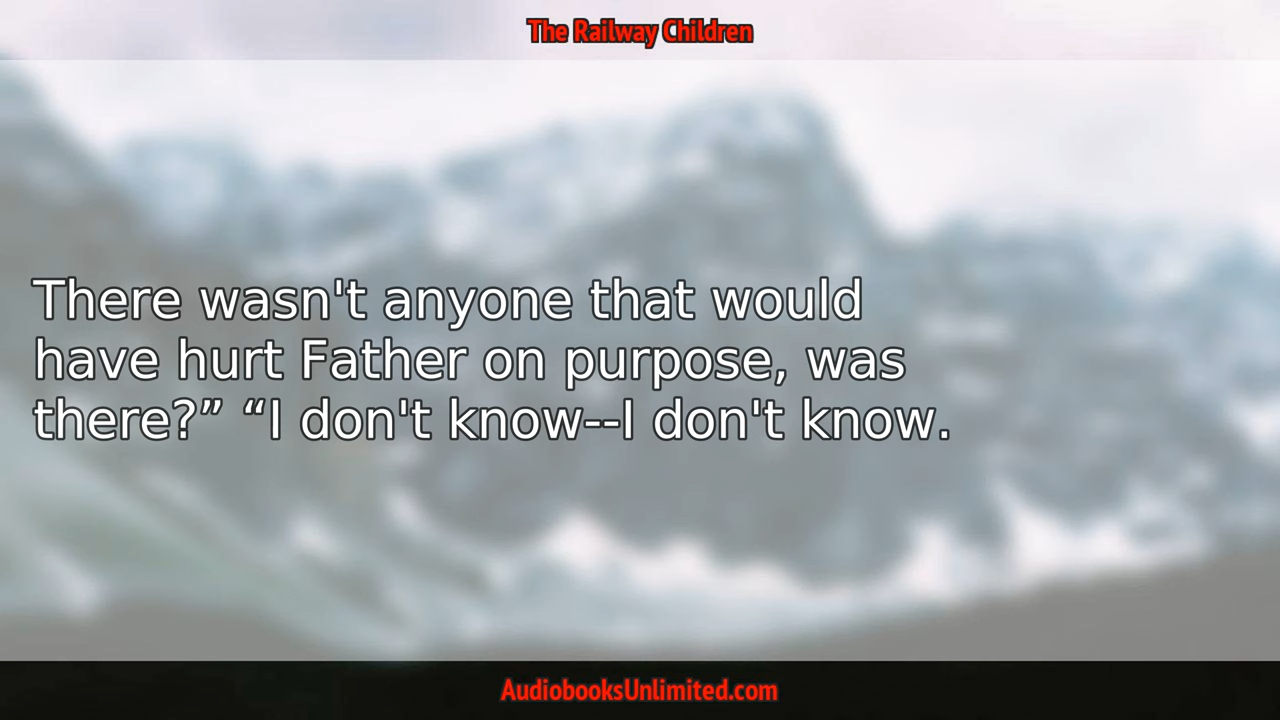 The Railway Children
There wasn't anyone that would
have hurt Father on purpose, was
there?” “I don't know--I don't know.
AudiobooksUnlimited.com